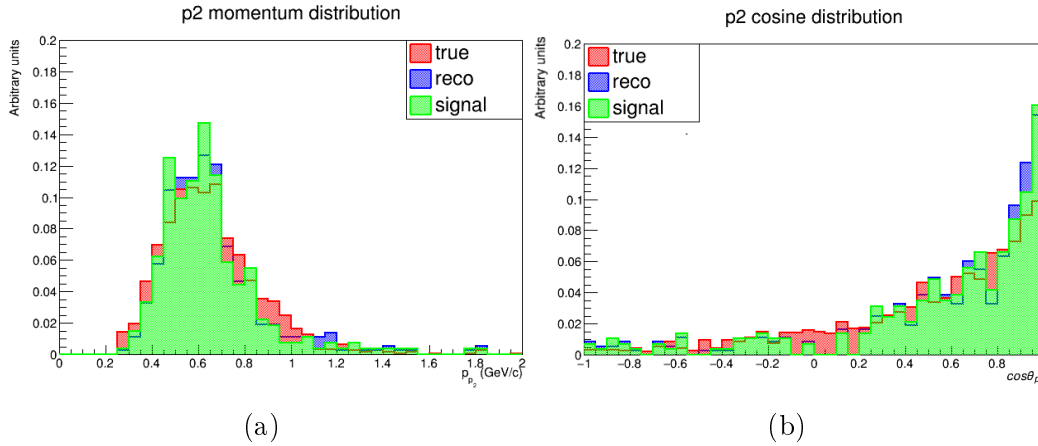 p2 momentum distribution
Arbitrary units
0.2
0.18
0.16
0.14
0.12
0.1
0.08
0.06
0.04
0.02
0
true
reco
signal
0 0.2 0.4 0.6 0.8 1 1.2 1.4 1.6 1.8 2
p_{p_2} (GeV/c)
(a)
p2 cosine distribution
Arbitrary units
0.2
0.18
0.16
0.14
0.12
0.1
0.08
0.06
0.04
0.02
0
true
reco
signal
−1 −0.8 −0.6 −0.4 −0.2 0 0.2 0.4 0.6 0.8
cosθ_p
(b)